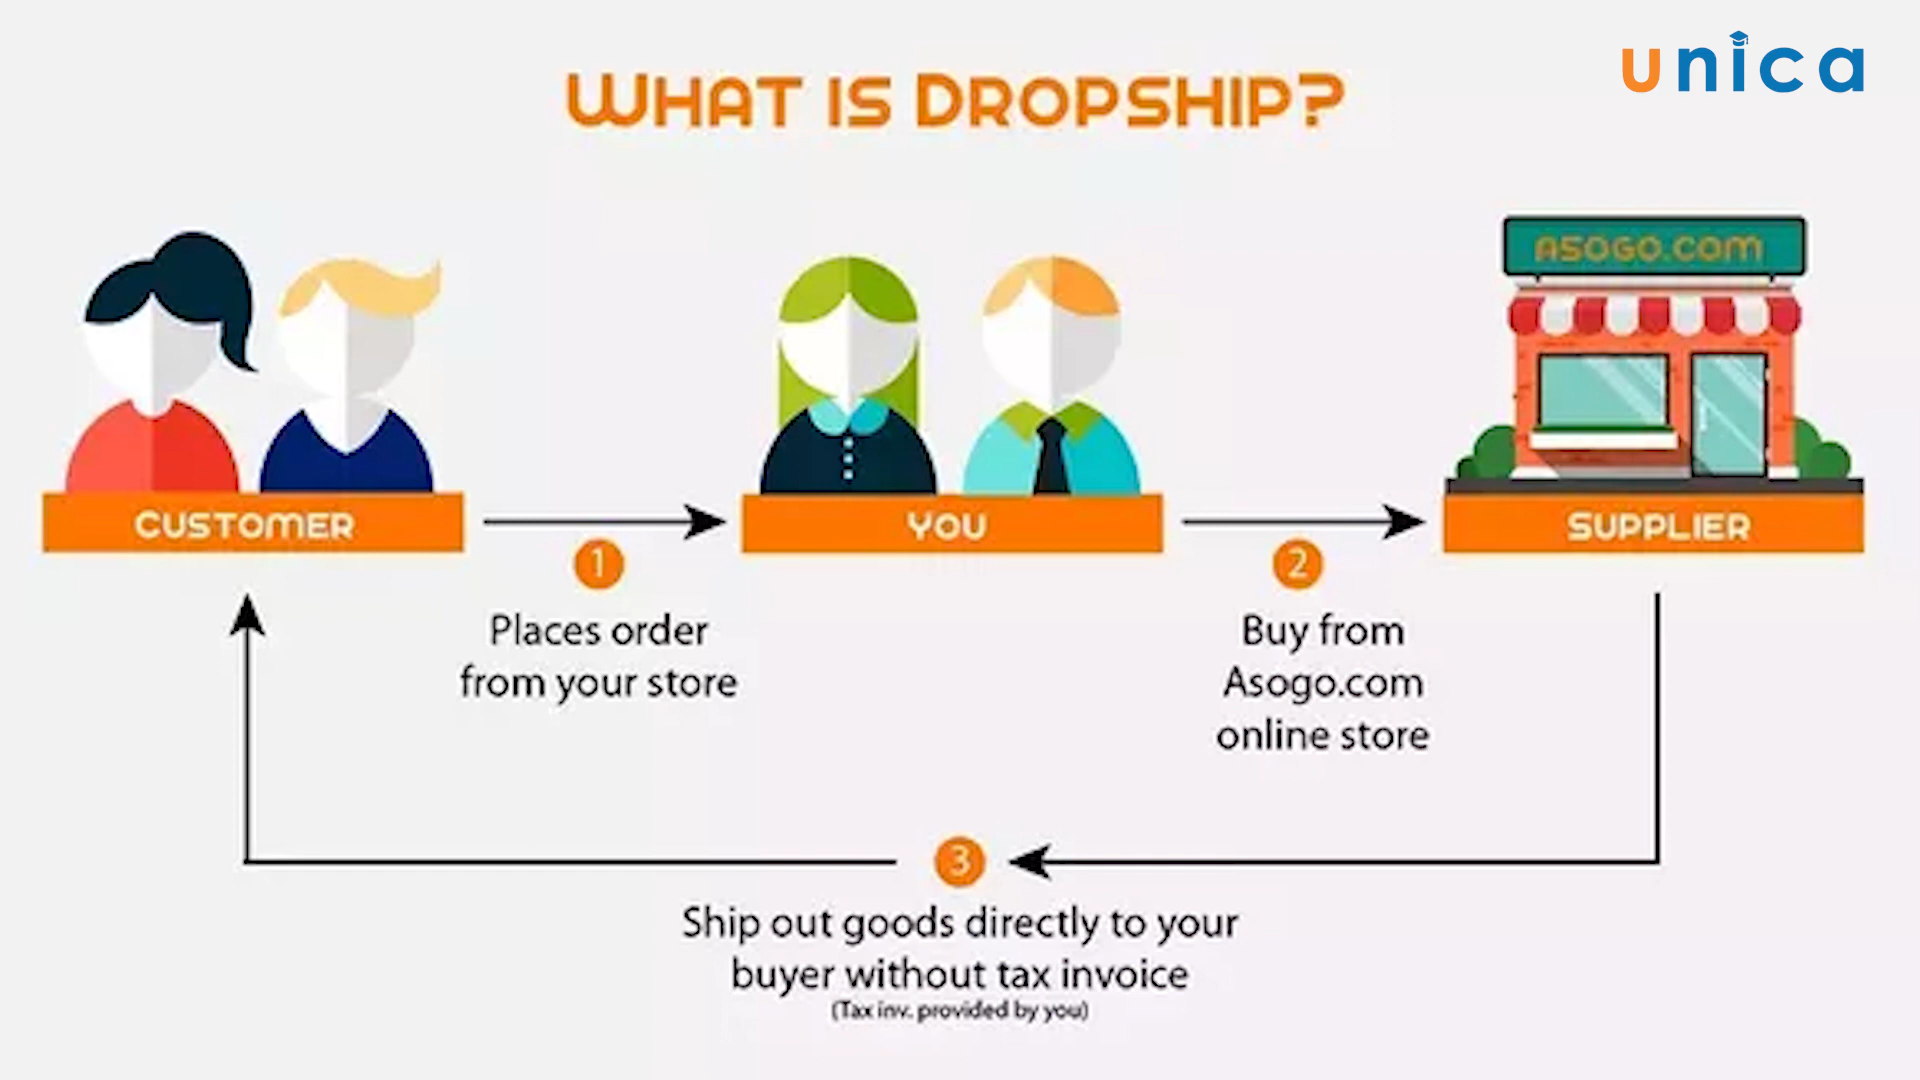 unica
WHAT IS DROPSHIP?
ASOGO.COM
CUSTOMER
YOU
SUPPLIER
1
Places order
from your store
2
Buy from
Asogo.com
online store
3
Ship out goods directly to your
buyer without tax invoice
(Tax inv. provided by you)